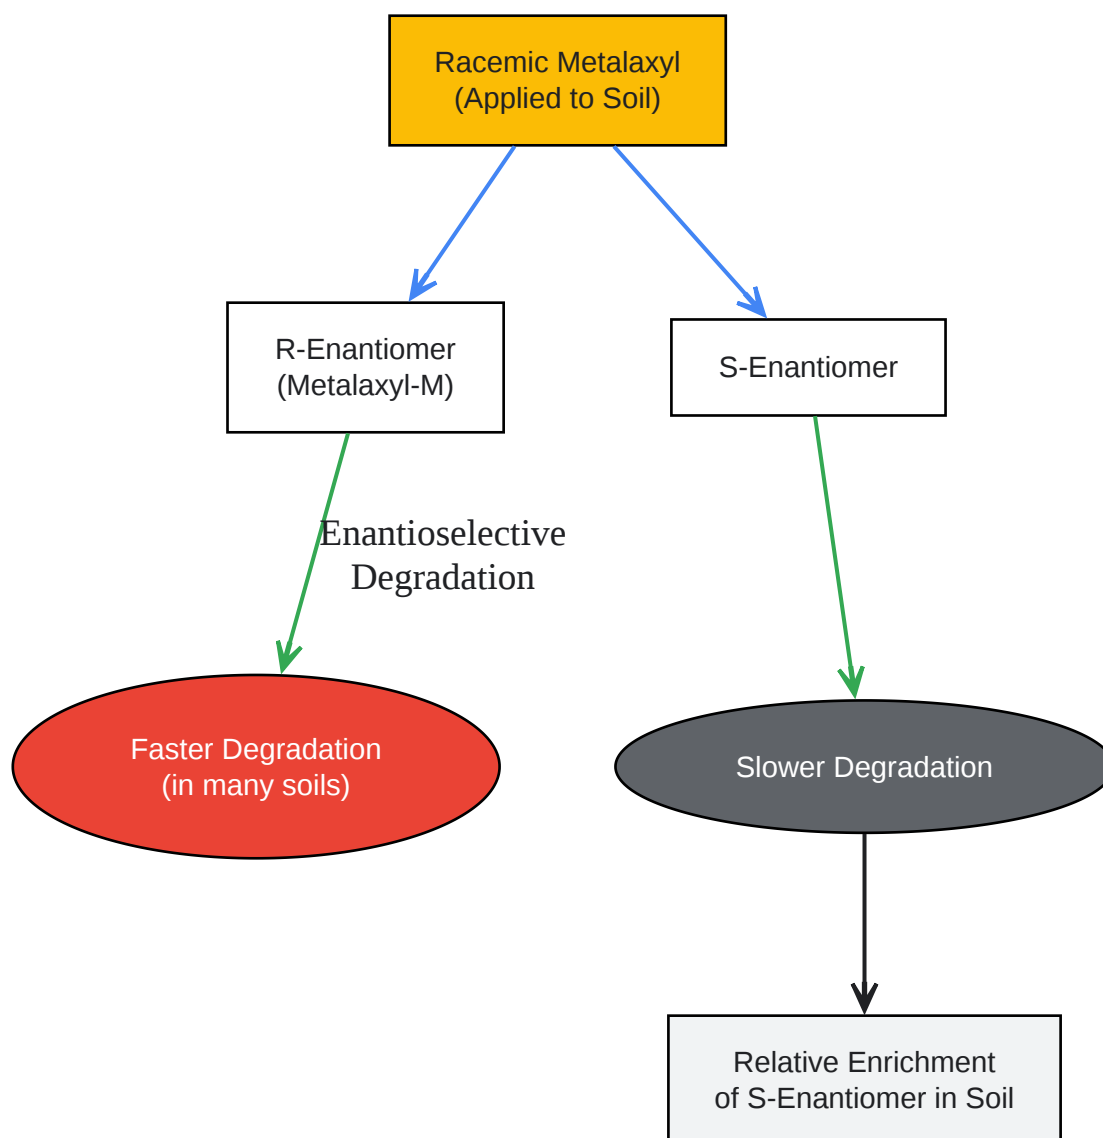 Racemic Metalaxyl
(Applied to Soil)
R-Enantiomer
(Metalaxyl-M)
S-Enantiomer
Enantioselective
Degradation
Faster Degradation
(in many soils)
Slower Degradation
Relative Enrichment
of S-Enantiomer in Soil